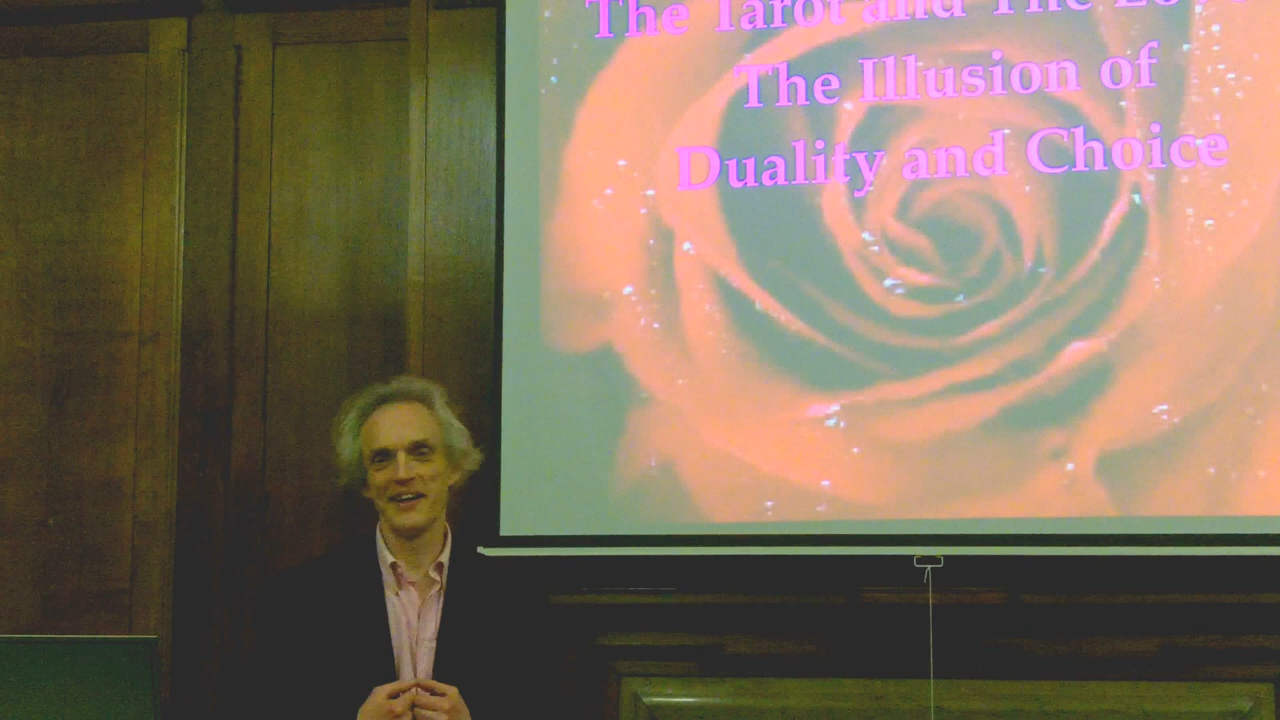 The Tarot and The
The Illusion of
Duality and Choice